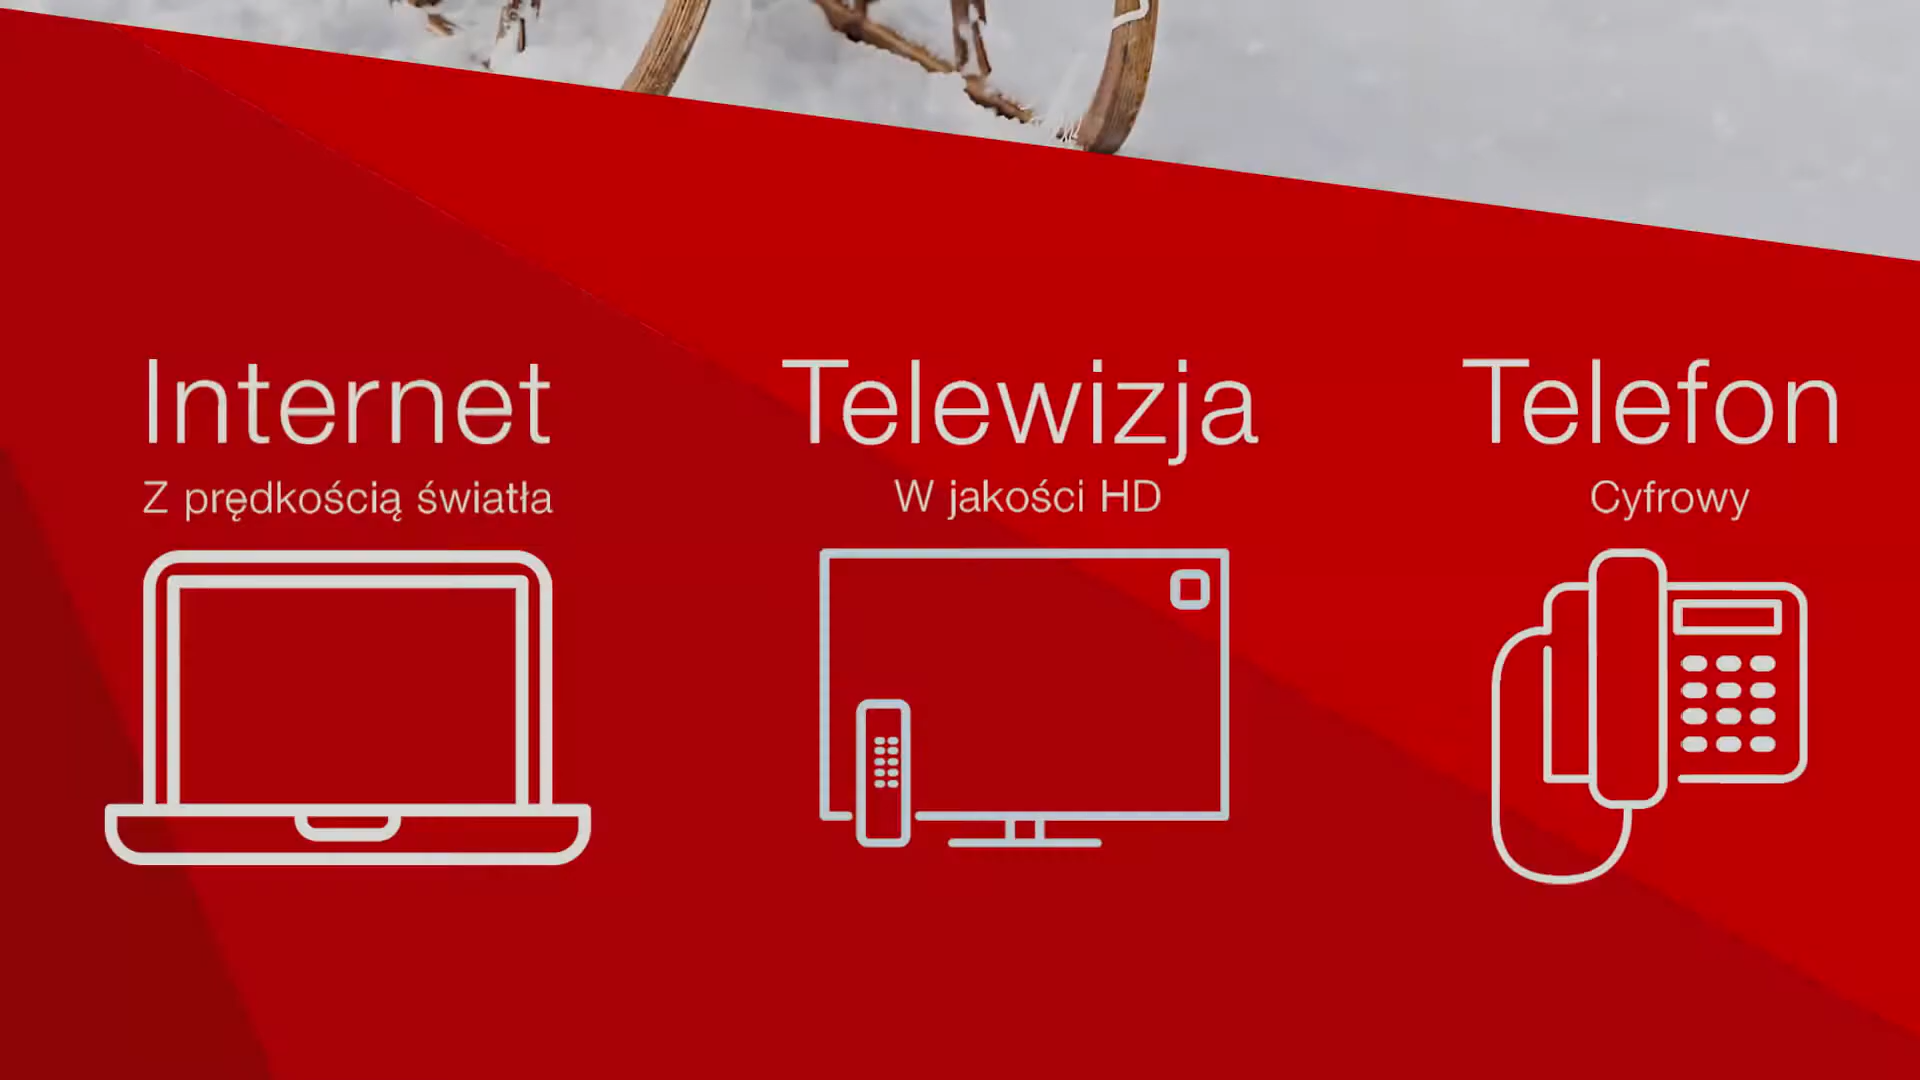 Internet
Z prędkością światła
Telewizja
W jakości HD
Telefon
Cyfrowy